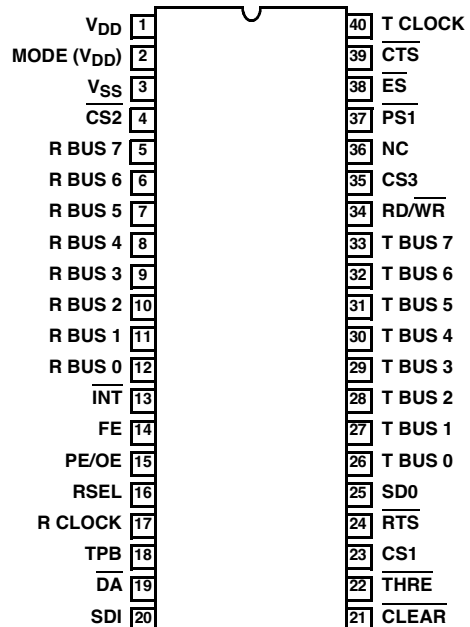 VDD 1 40 T CLOCK
MODE (VDD) 2 39 CTS
VSS 3 38 ES
CS2 4 37 PS1
R BUS 7 5 36 NC
R BUS 6 6 35 CS3
R BUS 5 7 34 RD/WR
R BUS 4 8 33 T BUS 7
R BUS 3 9 32 T BUS 6
R BUS 2 10 31 T BUS 5
R BUS 1 11 30 T BUS 4
R BUS 0 12 29 T BUS 3
INT 13 28 T BUS 2
FE 14 27 T BUS 1
PE/OE 15 26 T BUS 0
RSEL 16 25 SD0
R CLOCK 17 24 RTS
TPB 18 23 CS1
DA 19 22 THRE
SDI 20 21 CLEAR